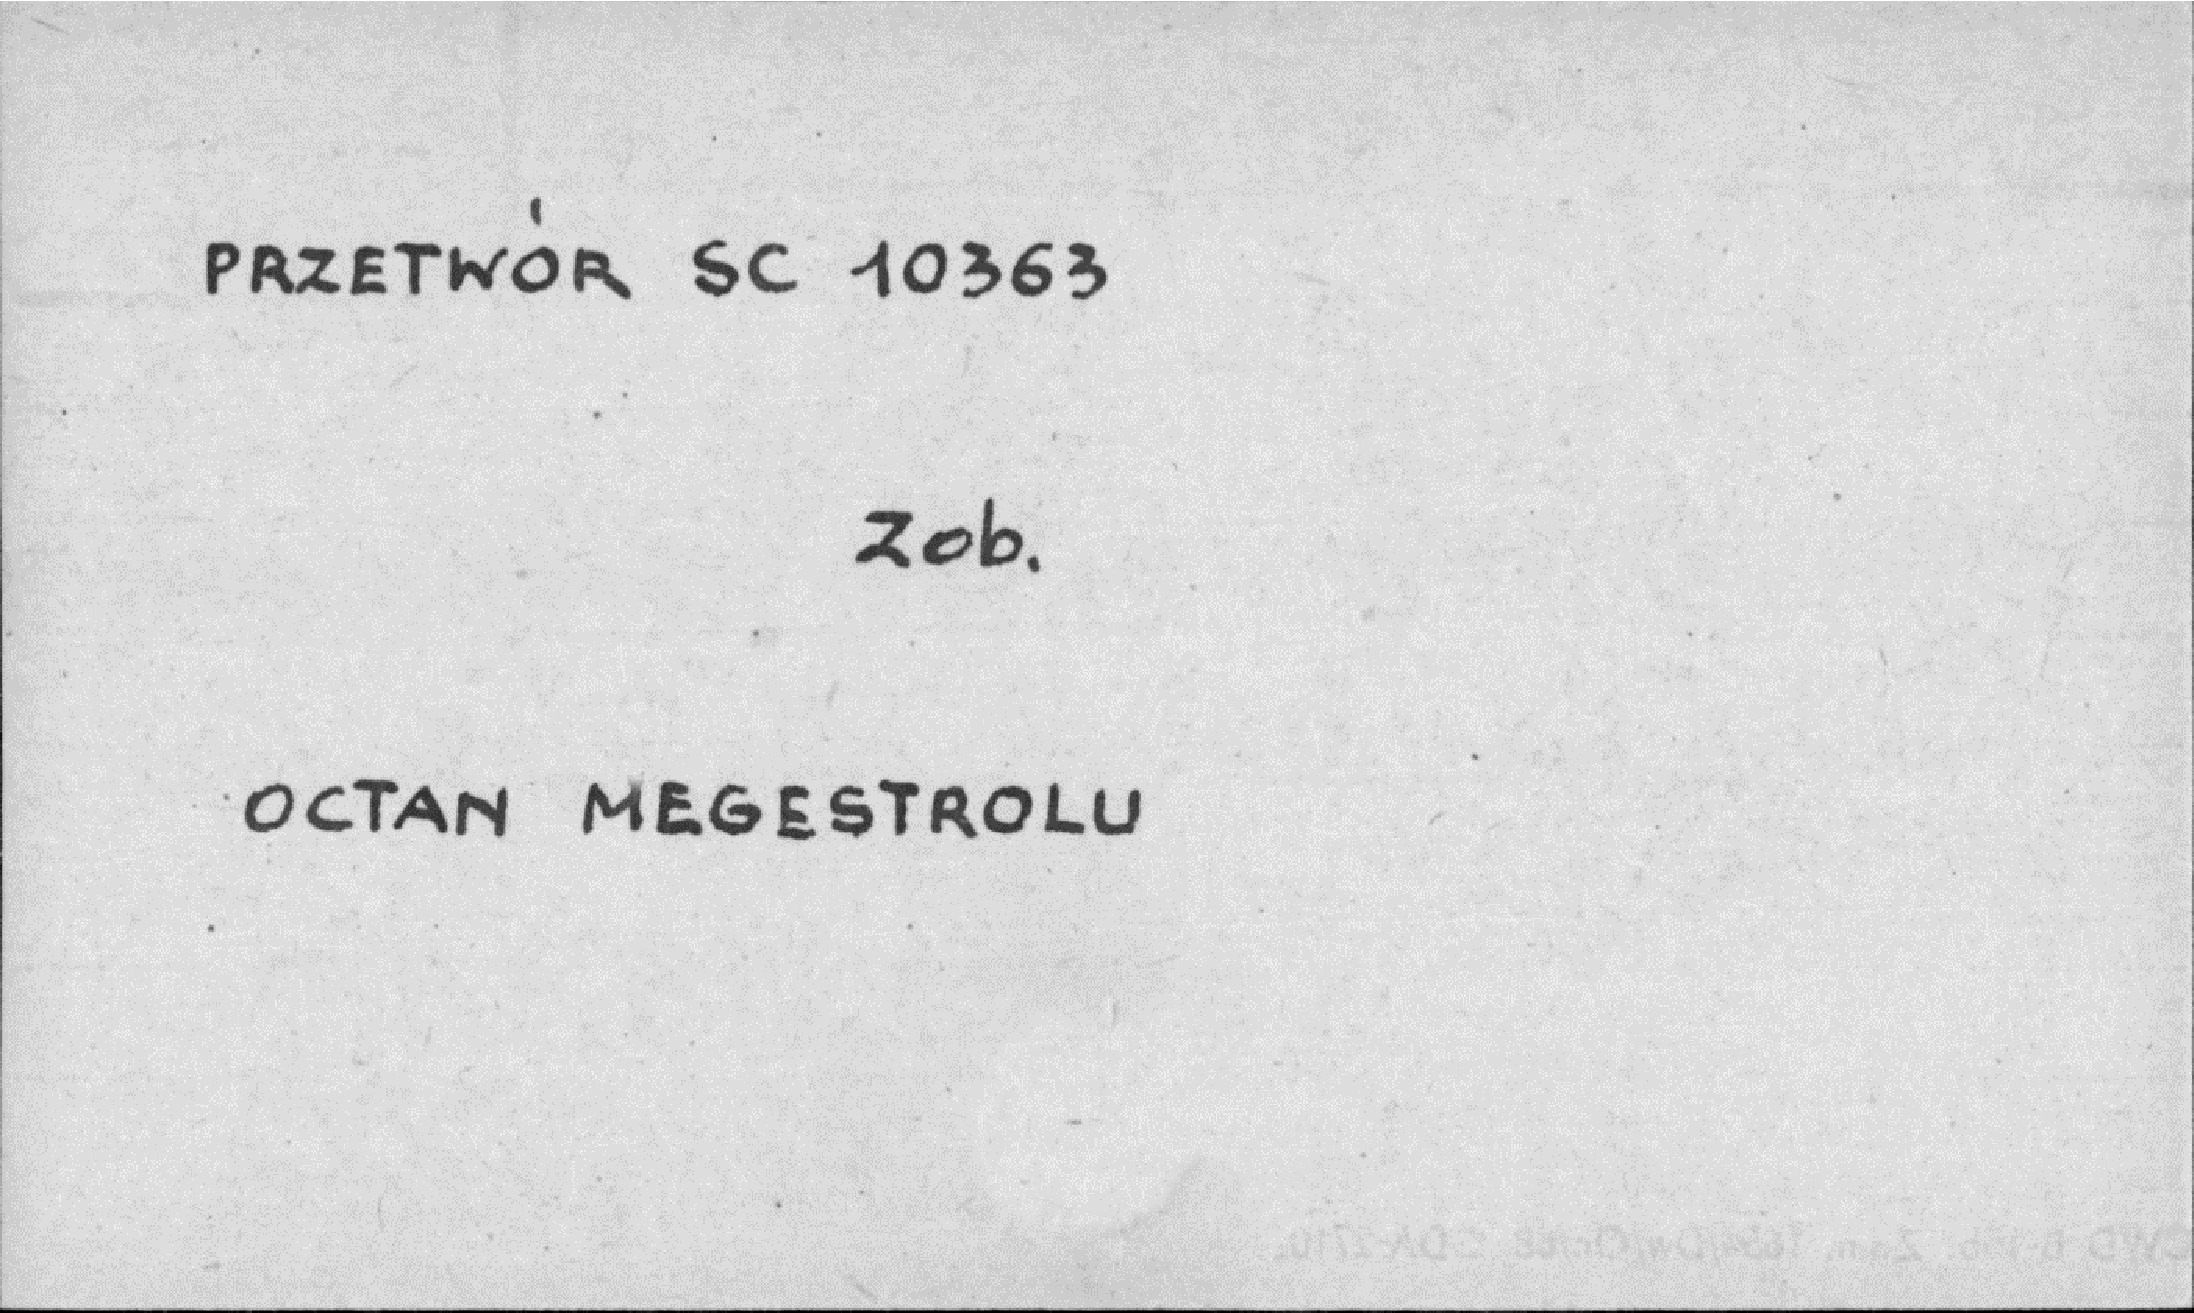 PRZETWÓR SC 10363
Zob.
OCTAN MEGESTROLU